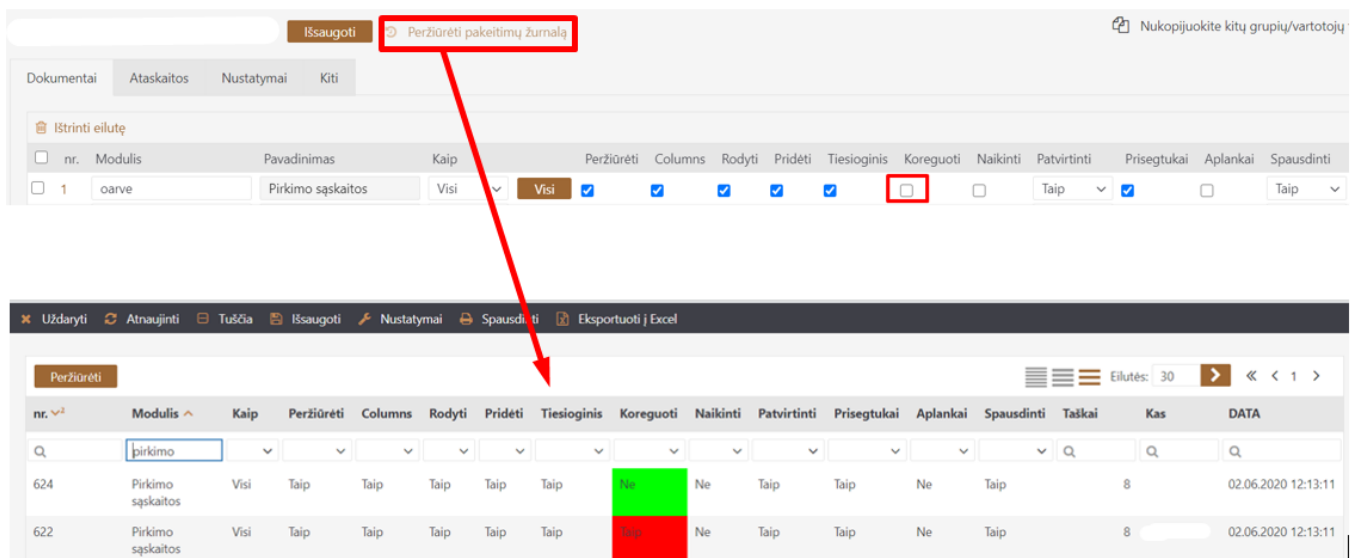 Išsaugoti Peržiūrėti pakeitimų žurnalą Nukopijuokite kitų grupių/vartotojų
Dokumentai Ataskaitos Nustatymai Kiti
Ištrinti eilutę
nr. Modulis Pavadinimas Kaip Peržiūrėti Columns Rodyti Pridėti Tiesioginis Koreguoti Naikinti Patvirtinti Prisegtukai Aplankai Spausdinti
1 oarve Pirkimo sąskaitos Visi Visi Taip Taip
Uždaryti Atnaujinti Tuščia Išsaugoti Nustatymai Spausdinti Eksportuoti į Excel
Peržiūrėti Eilutės: 30 1
nr. 2 Modulis Kaip Peržiūrėti Columns Rodyti Pridėti Tiesioginis Koreguoti Naikinti Patvirtinti Prisegtukai Aplankai Spausdinti Taškai Kas DATA
pirkimo
624 Pirkimo Visi Taip Taip Taip Taip Taip Ne Ne Taip Taip Ne Taip 8 02.06.2020 12:13:11
sąskaitos
622 Pirkimo Visi Taip Taip Taip Taip Taip Taip Ne Taip Taip Ne Taip 8 02.06.2020 12:13:11
sąskaitos